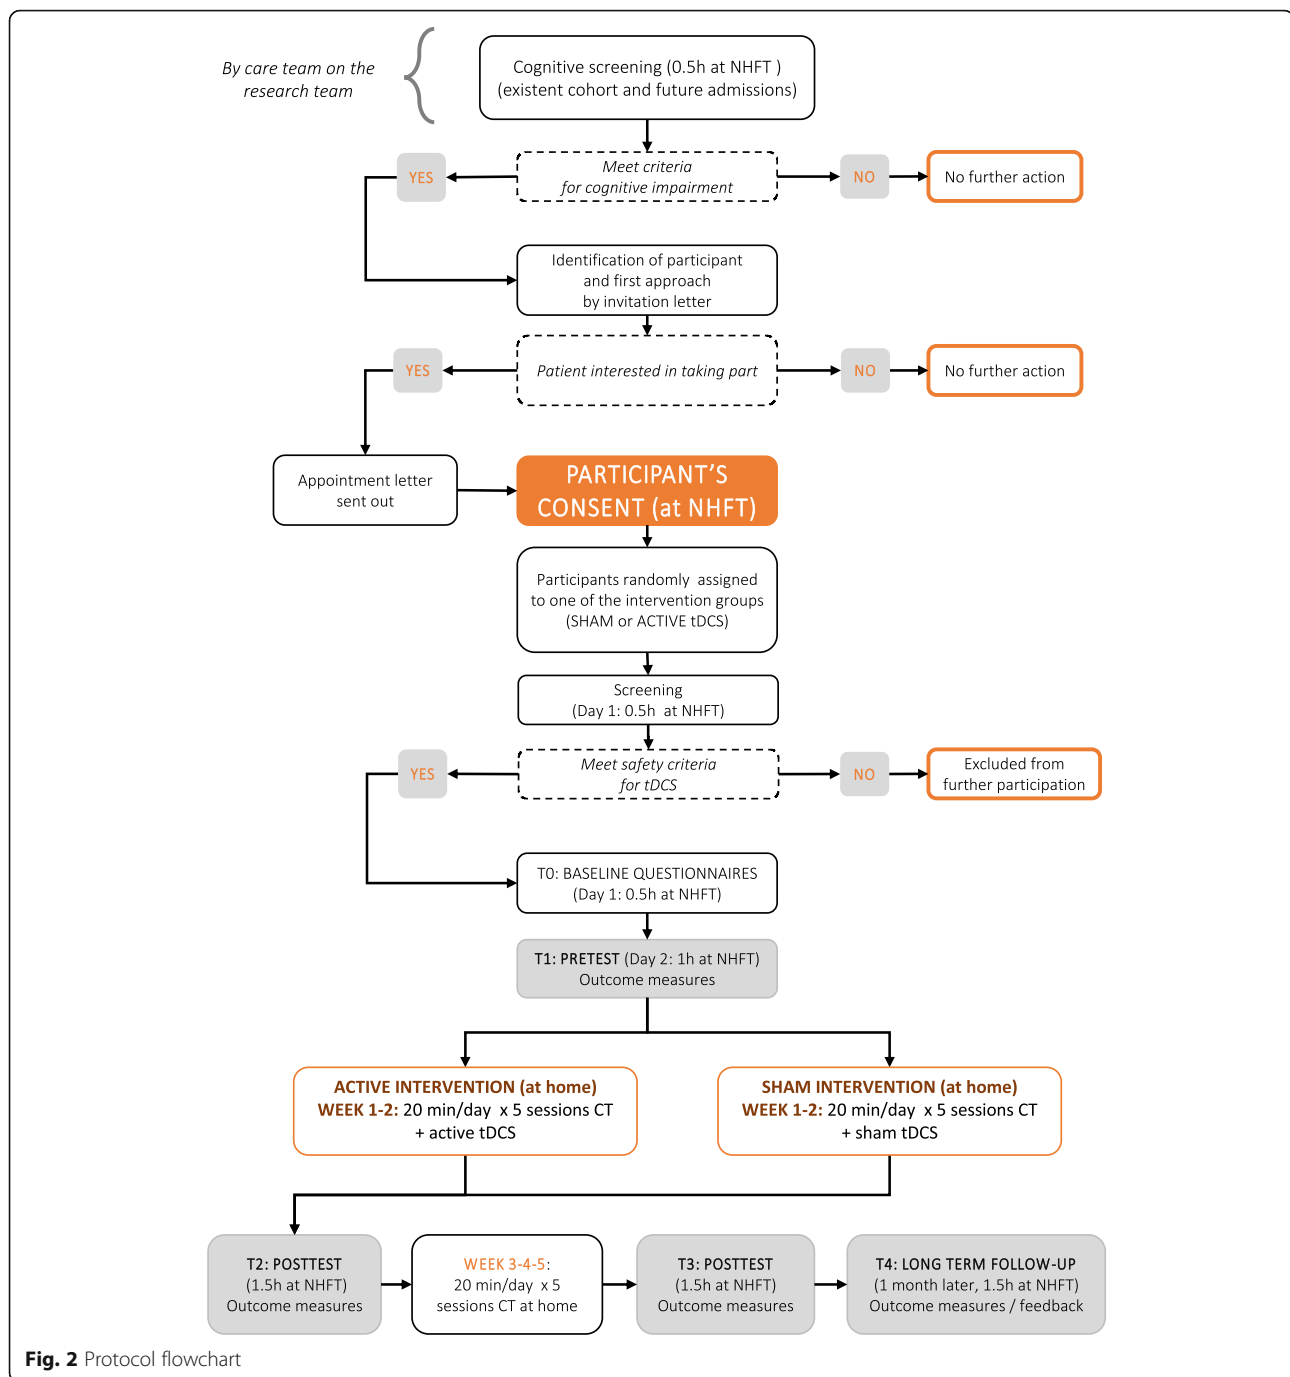 By care team on the
research team
Cognitive screening (0.5h at NHFT )
(existent cohort and future admissions)
YES
Meet criteria
for cognitive impairment
NO
No further action
Identification of participant
and first approach
by invitation letter
YES
Patient interested in taking part
NO
No further action
Appointment letter
sent out
PARTICIPANT'S
CONSENT (at NHFT)
Participants randomly assigned
to one of the intervention groups
(SHAM or ACTIVE tDCS)
Screening
(Day 1: 0.5h at NHFT)
YES
Meet safety criteria
for tDCS
NO
Excluded from
further participation
T0: BASELINE QUESTIONNAIRES
(Day 1: 0.5h at NHFT)
T1: PRETEST (Day 2: 1h at NHFT)
Outcome measures
ACTIVE INTERVENTION (at home)
WEEK 1-2: 20 min/day x 5 sessions CT
+ active tDCS
SHAM INTERVENTION (at home)
WEEK 1-2: 20 min/day x 5 sessions CT
+ sham tDCS
T2: POSTTEST
(1.5h at NHFT)
Outcome measures
WEEK 3-4-5:
20 min/day x 5
sessions CT at home
T3: POSTTEST
(1.5h at NHFT)
Outcome measures
T4: LONG TERM FOLLOW-UP
(1 month later, 1.5h at NHFT)
Outcome measures / feedback
Fig. 2 Protocol flowchart